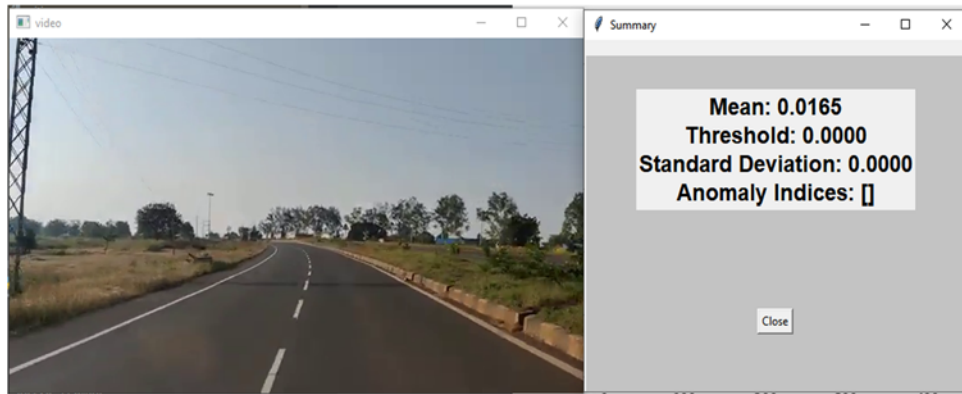 video
Summary
Mean: 0.0165
Threshold: 0.0000
Standard Deviation: 0.0000
Anomaly Indices: []
Close